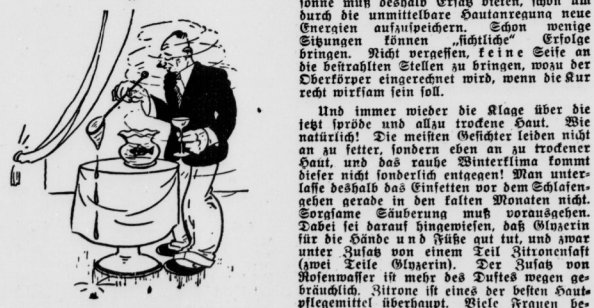 sonne muß deshalb Ersatz bieten, schon um
durch die unmittelbare Hautanregung neue
Energien aufzuspeichern. Schon wenige
Sitzungen können „sichtliche“ Erfolge
bringen. Nicht vergessen, keine Seife an
die bestrahlten Stellen zu bringen, wozu der
Oberkörper eingerechnet wird, wenn die Kur
recht wirksam sein soll.
Und immer wieder die Klage über die
jetzt spröde und allzu trockene Haut. Wie
natürlich! Die meisten Gesichter leiden nicht
an zu fetter, sondern eben an zu trockener
Haut, und das rauhe Winterklima kommt
dieser nicht sonderlich entgegen! Man unter-
lasse deshalb das Einfetten vor dem Schlafen-
gehen gerade in den kalten Monaten nicht.
Sorgsame Säuberung muß vorausgehen.
Dabei sei darauf hingewiesen, daß Glyzerin
für die Hände und Füße gut tut, und zwar
unter Zusatz von einem Teil Zitronensaft
(zwei Teile Glyzerin). Der Zusatz von
Rosenwasser ist mehr des Duftes wegen ge-
bräuchlich. Zitrone ist eines der besten Haut-
pflegemittel überhaupt. Viele Frauen be-